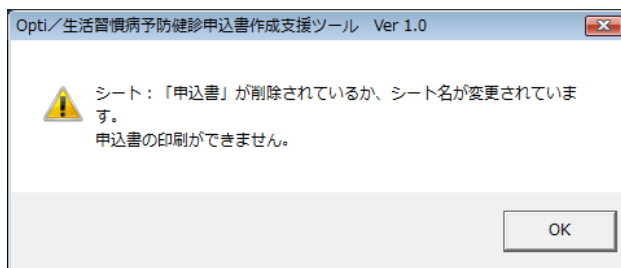 Opti／生活習慣病予防健診申込書作成支援ツール Ver 1.0
シート：「申込書」が削除されているか、シート名が変更されていま
す。
申込書の印刷ができません。
OK